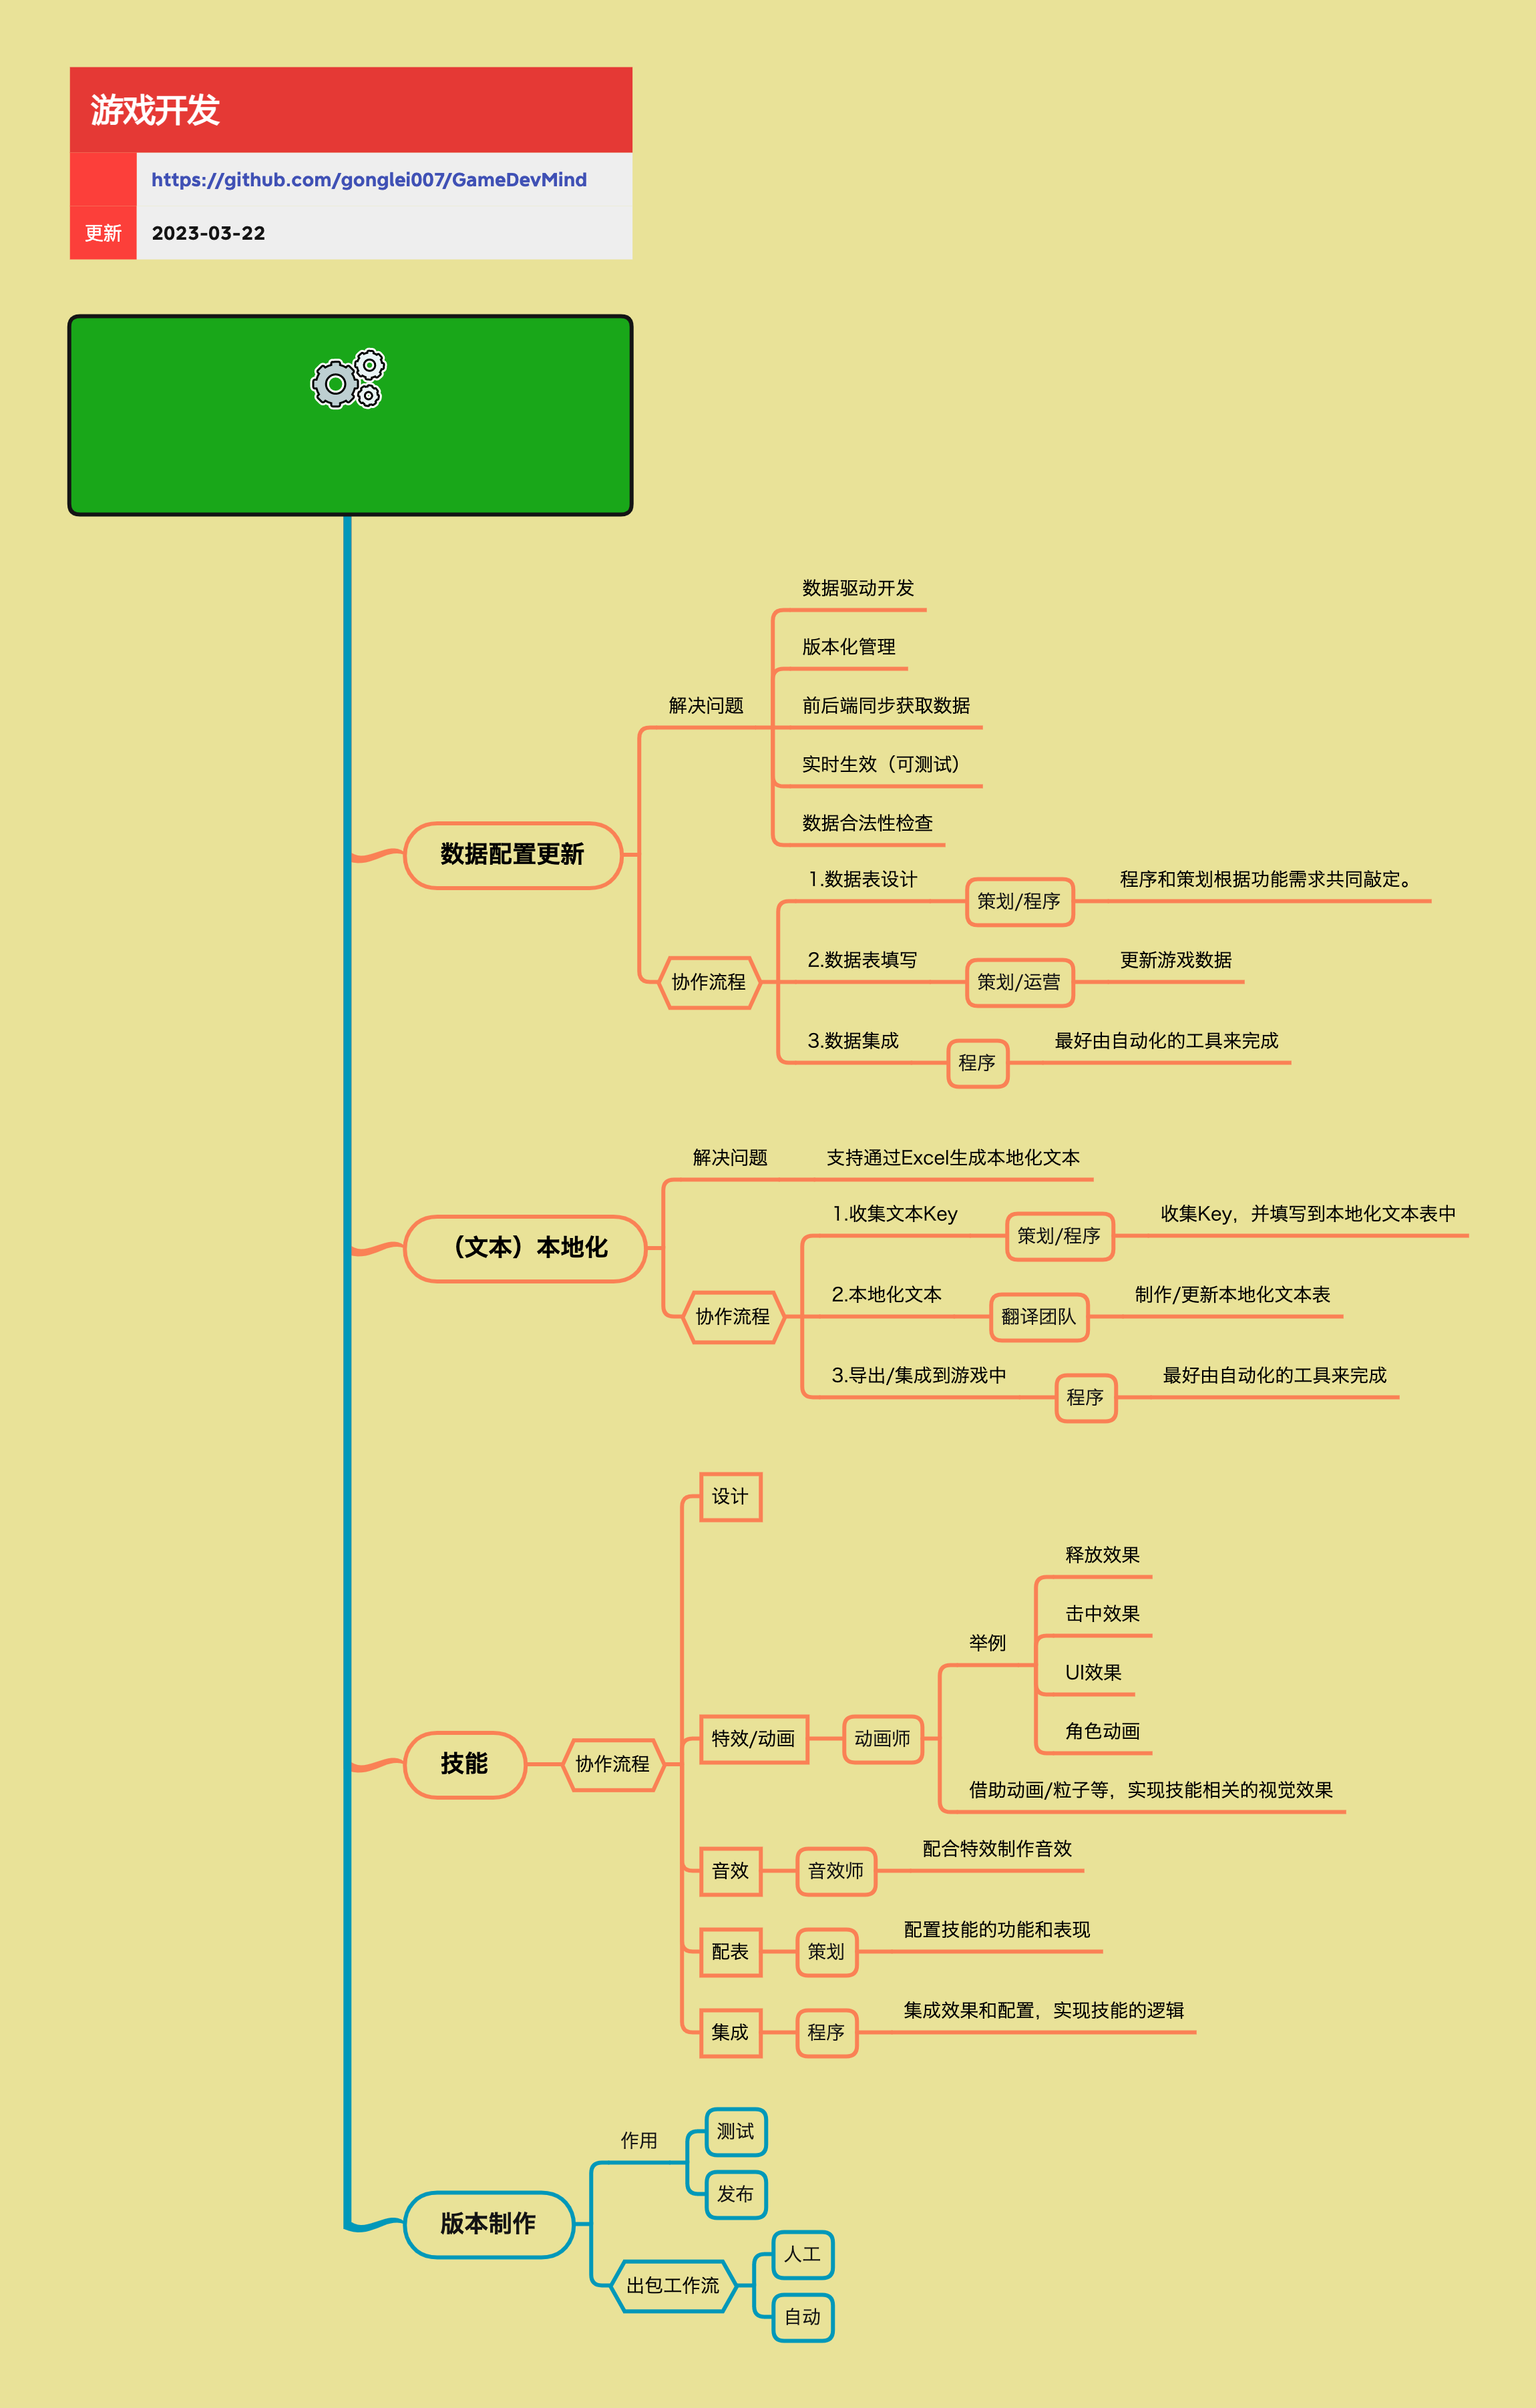 游戏开发
https://github.com/gonglei007/GameDevMind
更新
2023-03-22
数据配置更新
解决问题
数据驱动开发
版本化管理
前后端同步获取数据
实时生效（可测试）
数据合法性检查
协作流程
1.数据表设计
策划/程序
程序和策划根据功能需求共同敲定。
2.数据表填写
策划/运营
更新游戏数据
3.数据集成
程序
最好由自动化的工具来完成
（文本）本地化
解决问题
支持通过Excel生成本地化文本
协作流程
1.收集文本Key
策划/程序
收集Key，并填写到本地化文本表中
2.本地化文本
翻译团队
制作/更新本地化文本表
3.导出/集成到游戏中
程序
最好由自动化的工具来完成
技能
协作流程
设计
特效/动画
动画师
举例
释放效果
击中效果
UI效果
角色动画
借助动画/粒子等，实现技能相关的视觉效果
音效
音效师
配合特效制作音效
配表
策划
配置技能的功能和表现
集成
程序
集成效果和配置，实现技能的逻辑
版本制作
作用
测试
发布
出包工作流
人工
自动